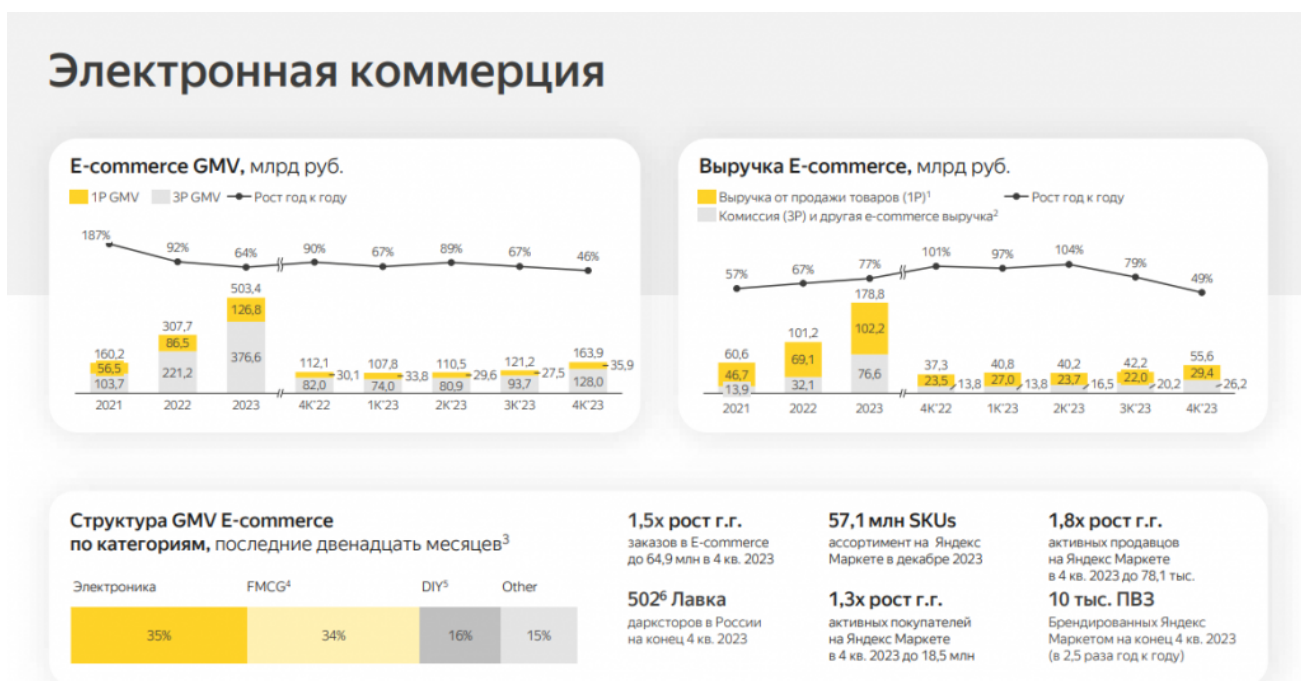 Электронная коммерция
E-commerce GMV, млрд руб.
1P GMV 3P GMV Рост год к году
187% 92% 64% 90% 67% 89% 67% 46%
160,2 307,7 503,4 112,1 107,8 110,5 121,2 163,9
56,5 86,5 126,8 30,1 33,8 29,6 27,5 35,9
103,7 221,2 376,6 82,0 74,0 80,9 93,7 128,0
2021 2022 2023 4К'22 1К'23 2К'23 3К'23 4К'23
Выручка E-commerce, млрд руб.
Выручка от продажи товаров (1P)¹ Рост год к году
Комиссия (3P) и другая e-commerce выручка²
57% 67% 77% 101% 97% 104% 79% 49%
60,6 101,2 178,8 37,3 40,8 40,2 42,2 55,6
46,7 69,1 102,2 23,5 27,0 23,7 22,0 29,4
13,9 32,1 76,6 13,8 13,8 16,5 20,2 26,2
2021 2022 2023 4К'22 1К'23 2К'23 3К'23 4К'23
Структура GMV E-commerce
по категориям, последние двенадцать месяцев³
Электроника FMCG⁴ DIY⁵ Other
35% 34% 16% 15%
1,5x рост г.г.
заказов в E-commerce
до 64,9 млн в 4 кв. 2023
57,1 млн SKUs
ассортимент на Яндекс
Маркете в декабре 2023
1,8x рост г.г.
активных продавцов
на Яндекс Маркете
в 4 кв. 2023 до 78,1 тыс.
502⁶ Лавка
даркcторов в России
на конец 4 кв. 2023
1,3x рост г.г.
активных покупателей
на Яндекс Маркете
в 4 кв. 2023 до 18,5 млн
10 тыс. ПВЗ
Брендированных Яндекс
Маркетом на конец 4 кв. 2023
(в 2,5 раза год к году)